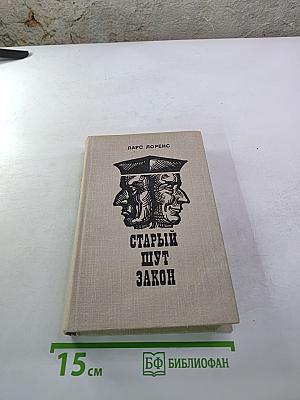 ЛАРС ЛОРЕНС
СТАРЫЙ
ШУТ
ЗАКОН
15 см
БФ БИБЛИОФАН